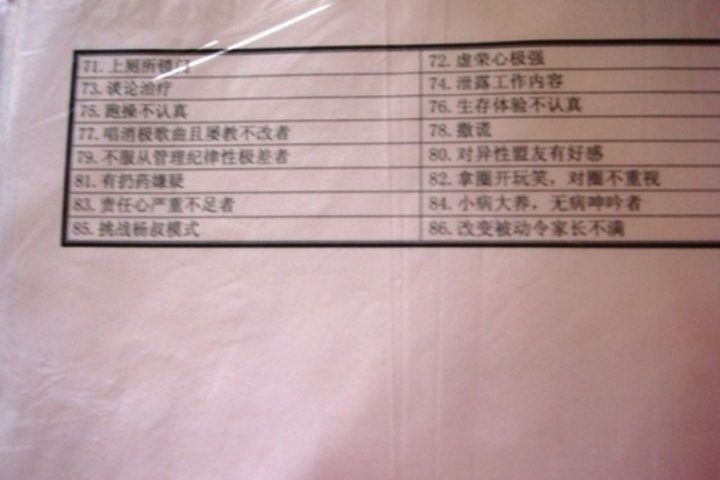 71. 上厕所锁门
72. 虚荣心极强
73. 谈论治疗
74. 泄露工作内容
75. 跑操不认真
76. 生存体验不认真
77. 唱消极歌曲且屡教不改者
78. 撒谎
79. 不服从管理纪律性极差者
80. 对异性盟友有好感
81. 有扔药嫌疑
82. 拿圈开玩笑，对圈不重视
83. 责任心严重不足者
84. 小病大养，无病呻吟者
85. 挑战杨叔模式
86. 改变被动令家长不满